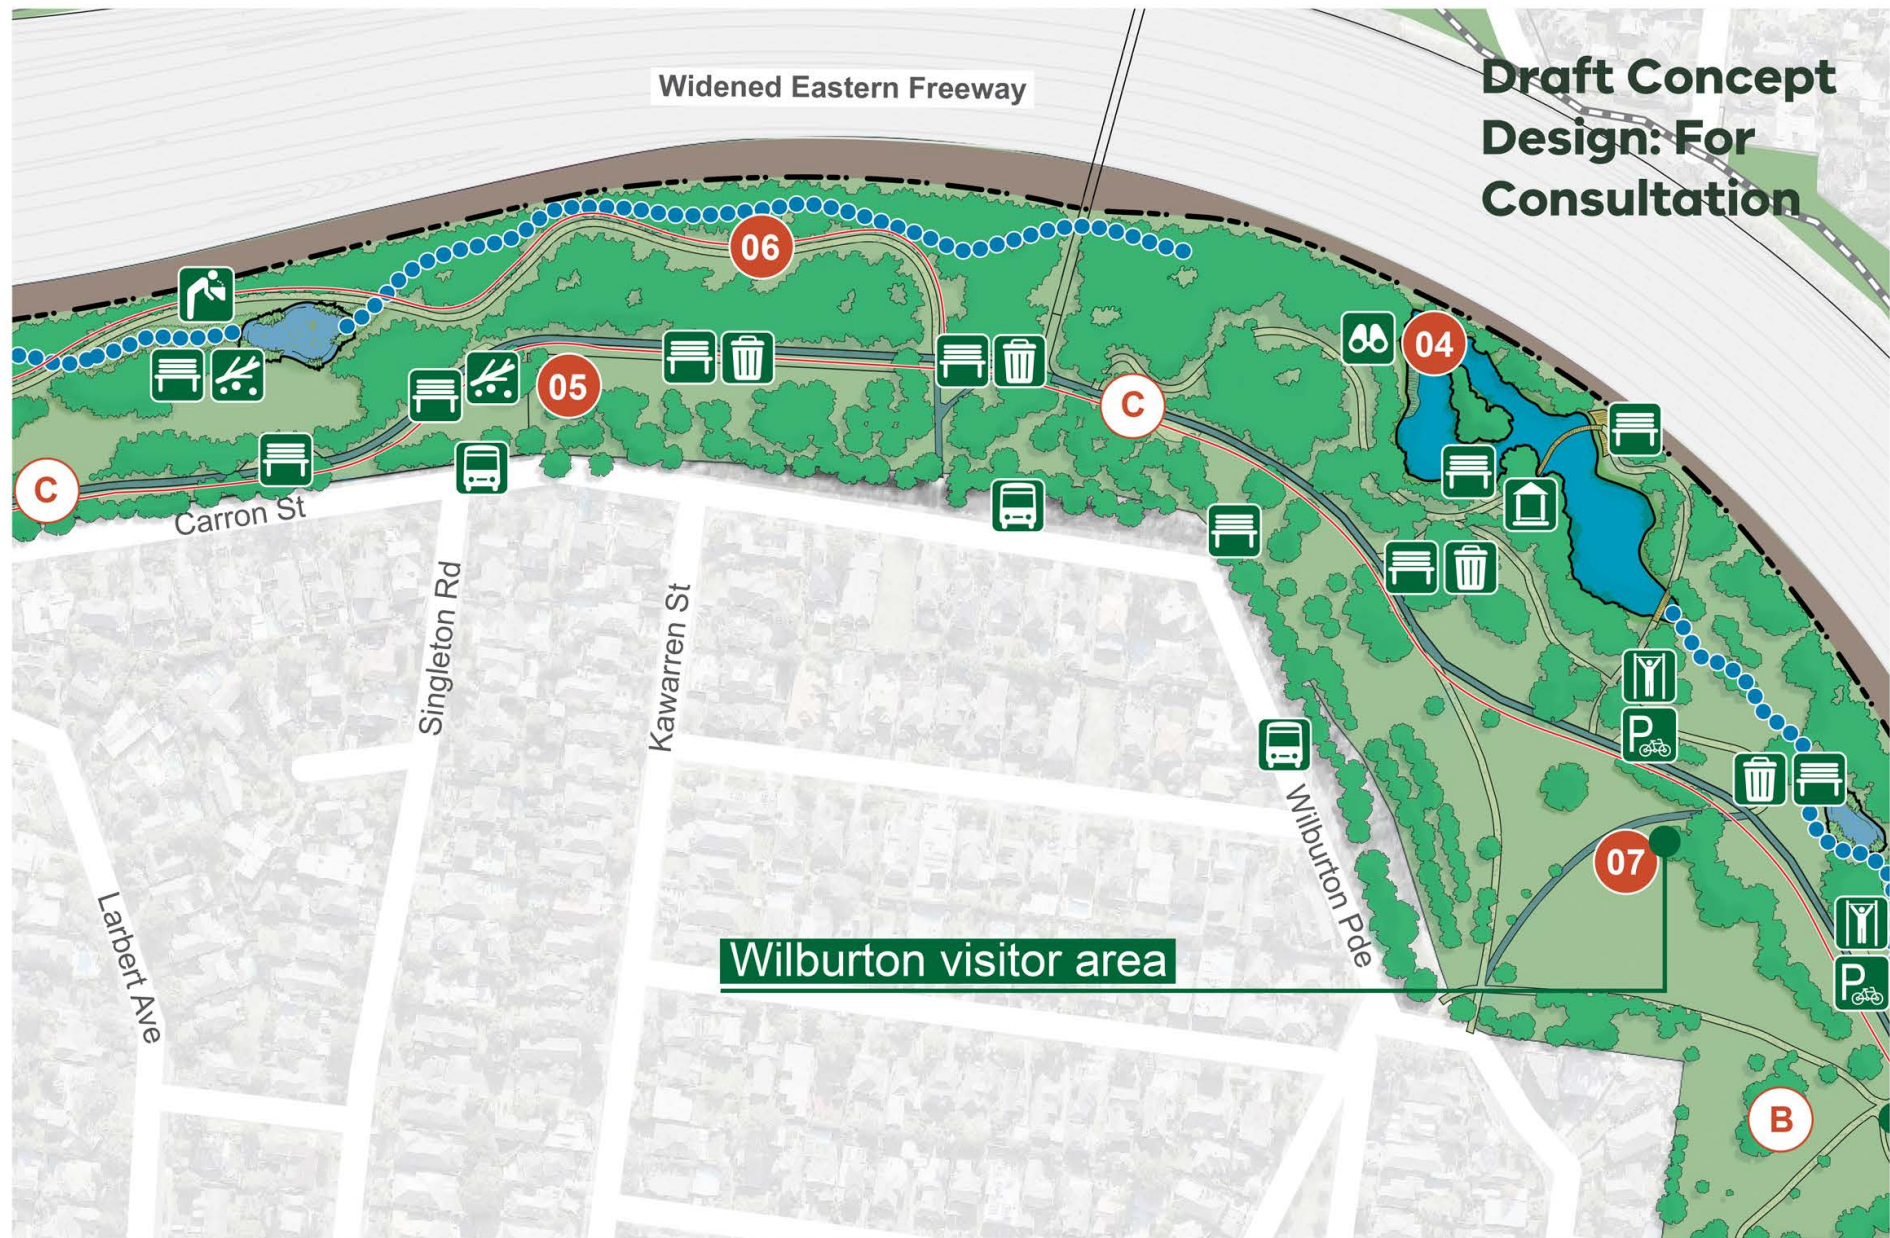 Widened Eastern Freeway
Draft Concept
Design: For
Consultation
06
04
05
C
C
Carron St
Singleton Rd
Kawarren St
P
P
07
Wilburton Pde
Larbert Ave
Wilburton visitor area
B